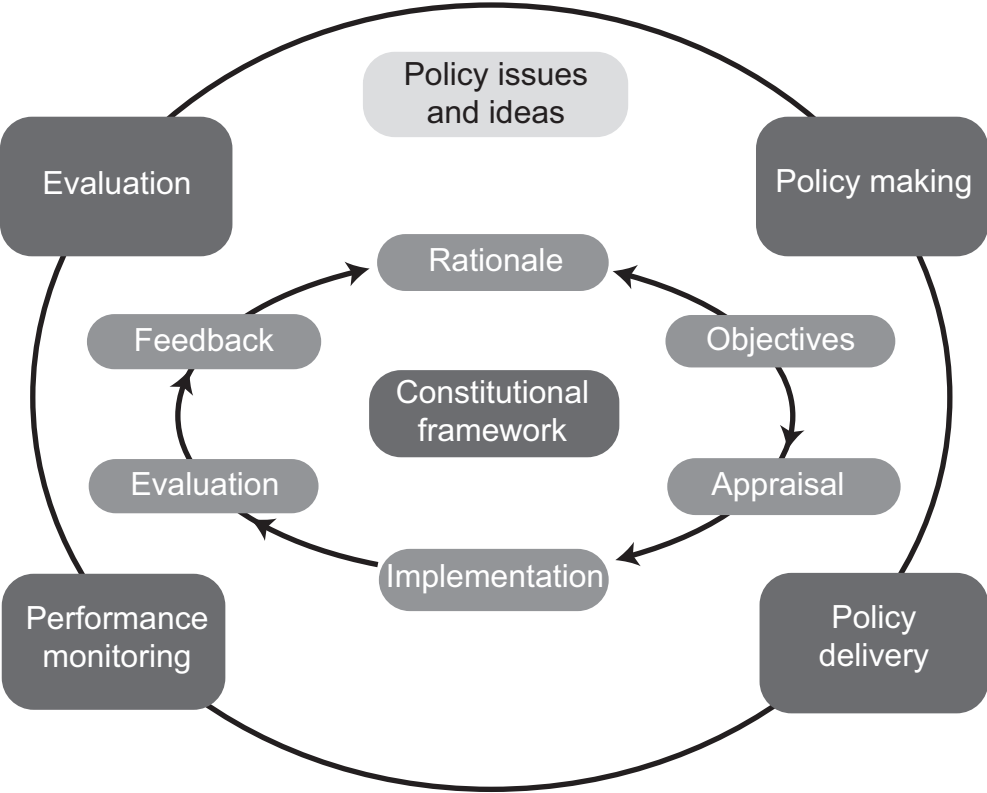 Policy issues
and ideas
Evaluation
Policy making
Rationale
Feedback
Objectives
Constitutional
framework
Evaluation
Appraisal
Implementation
Performance
monitoring
Policy
delivery